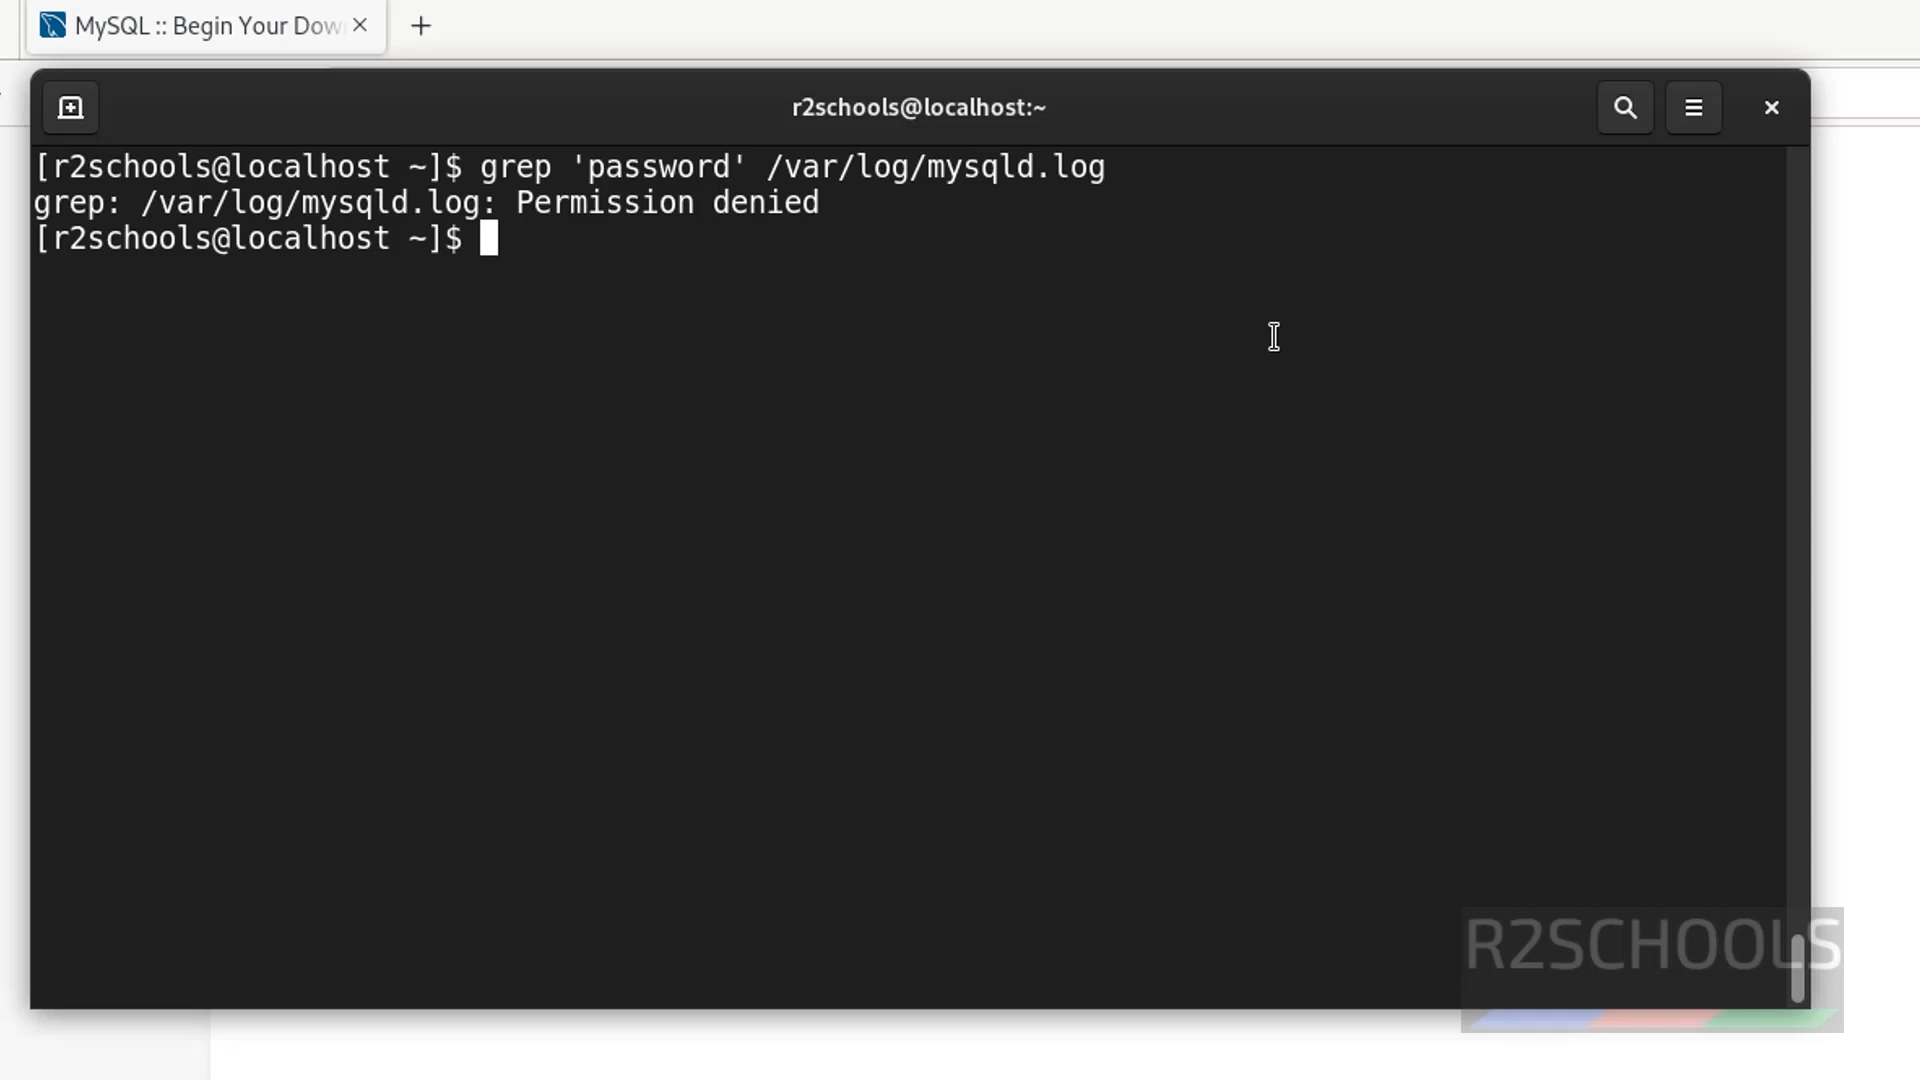 MySQL :: Begin Your Dow
r2schools@localhost:~
[r2schools@localhost ~]$ grep 'password' /var/log/mysqld.log
grep: /var/log/mysqld.log: Permission denied
[r2schools@localhost ~]$
R2SCHOOLS